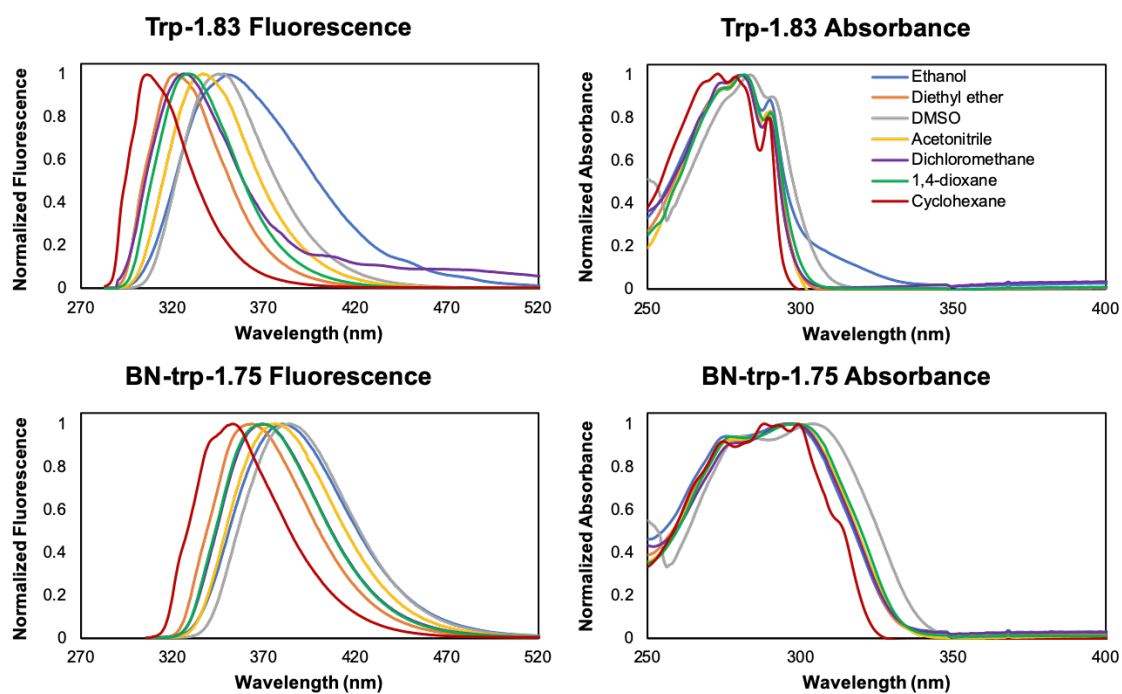 Trp-1.83 Fluorescence
Normalized Fluorescence
1
0.8
0.6
0.4
0.2
0
270 320 370 420 470 520
Wavelength (nm)
Trp-1.83 Absorbance
Normalized Absorbance
1
0.8
0.6
0.4
0.2
0
250 300 350 400
Wavelength (nm)
Ethanol
Diethyl ether
DMSO
Acetonitrile
Dichloromethane
1,4-dioxane
Cyclohexane
BN-trp-1.75 Fluorescence
Normalized Fluorescence
1
0.8
0.6
0.4
0.2
0
270 320 370 420 470 520
Wavelength (nm)
BN-trp-1.75 Absorbance
Normalized Absorbance
1
0.8
0.6
0.4
0.2
0
250 300 350 400
Wavelength (nm)